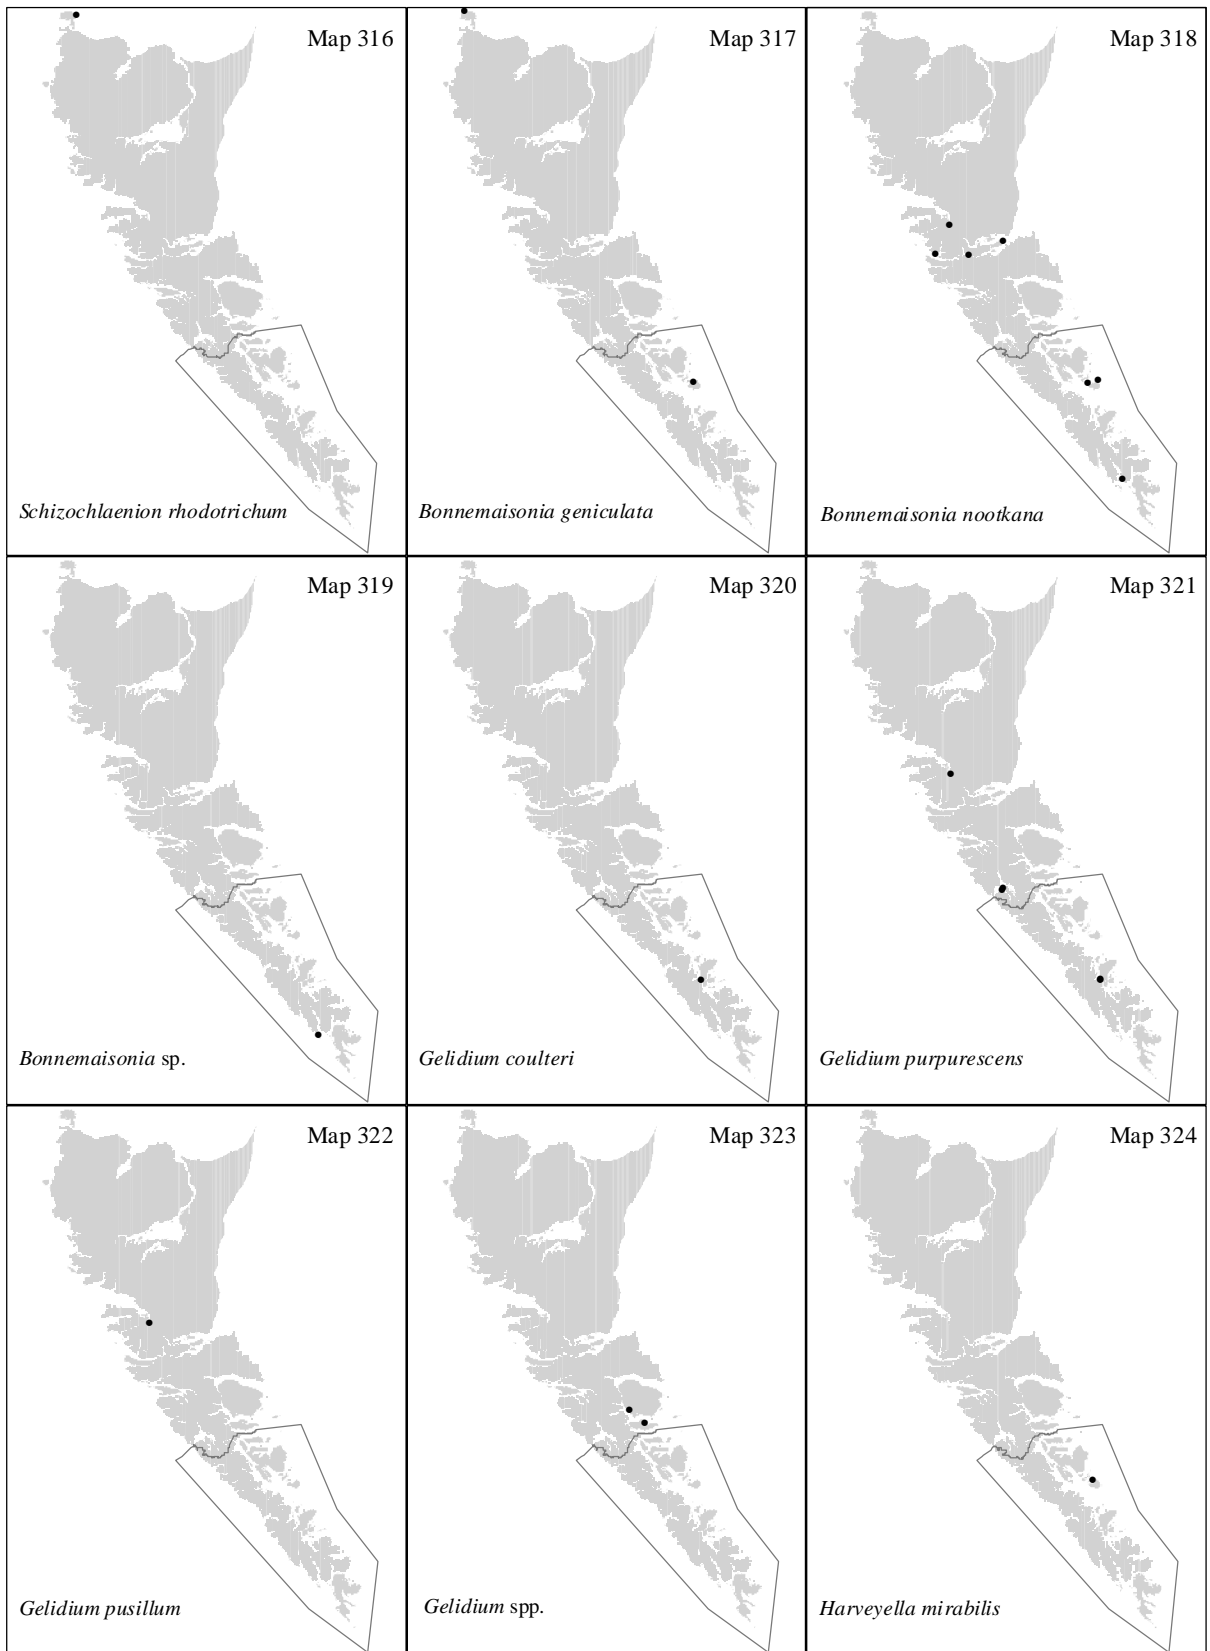 Map 316
Schizochlaenion rhodotrichum
Map 317
Bonnemaisonia geniculata
Map 318
Bonnemaisonia nootkana
Map 319
Bonnemaisonia sp.
Map 320
Gelidium coulteri
Map 321
Gelidium purpurescens
Map 322
Gelidium pusillum
Map 323
Gelidium spp.
Map 324
Harveyella mirabilis